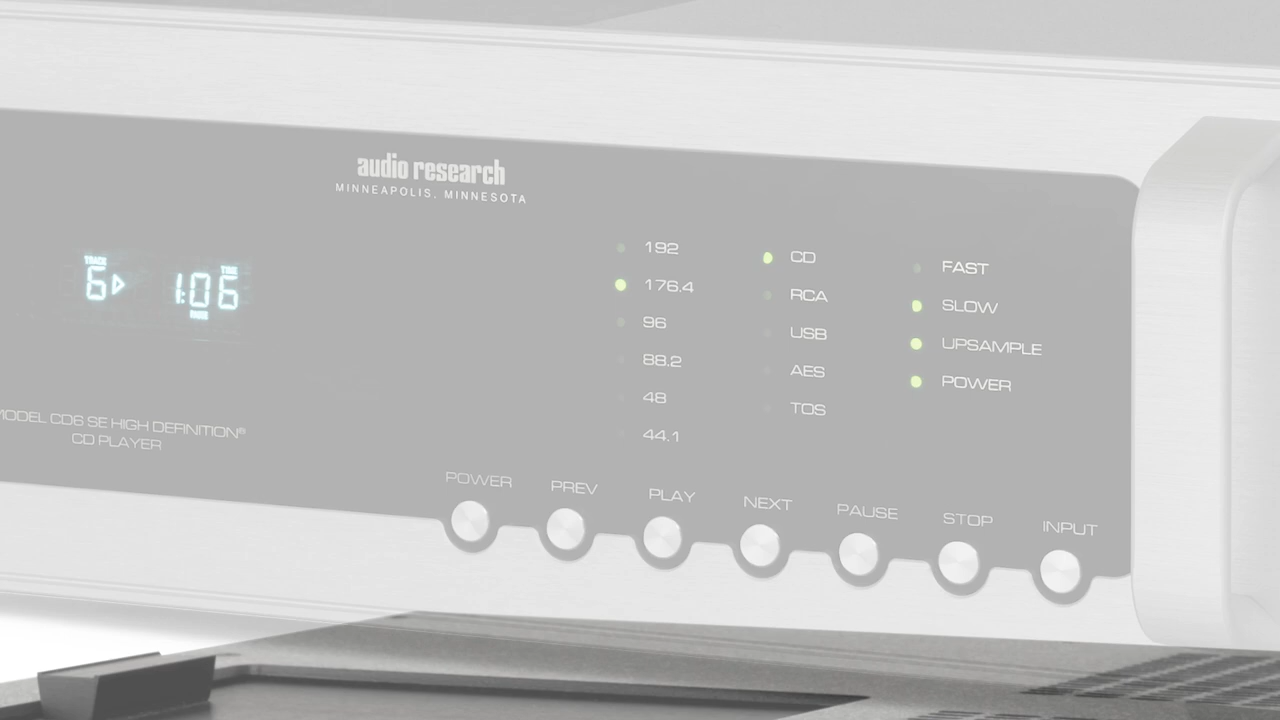 audio research
MINNEAPOLIS, MINNESOTA
TRACK
TIME
6 1:06
PAUSE
MODEL CD6 SE HIGH DEFINITION®
CD PLAYER
192
176.4
96
88.2
48
44.1
CD
RCA
USB
AES
TOS
FAST
SLOW
UPSAMPLE
POWER
POWER
PREV
PLAY
NEXT
PAUSE
STOP
INPUT